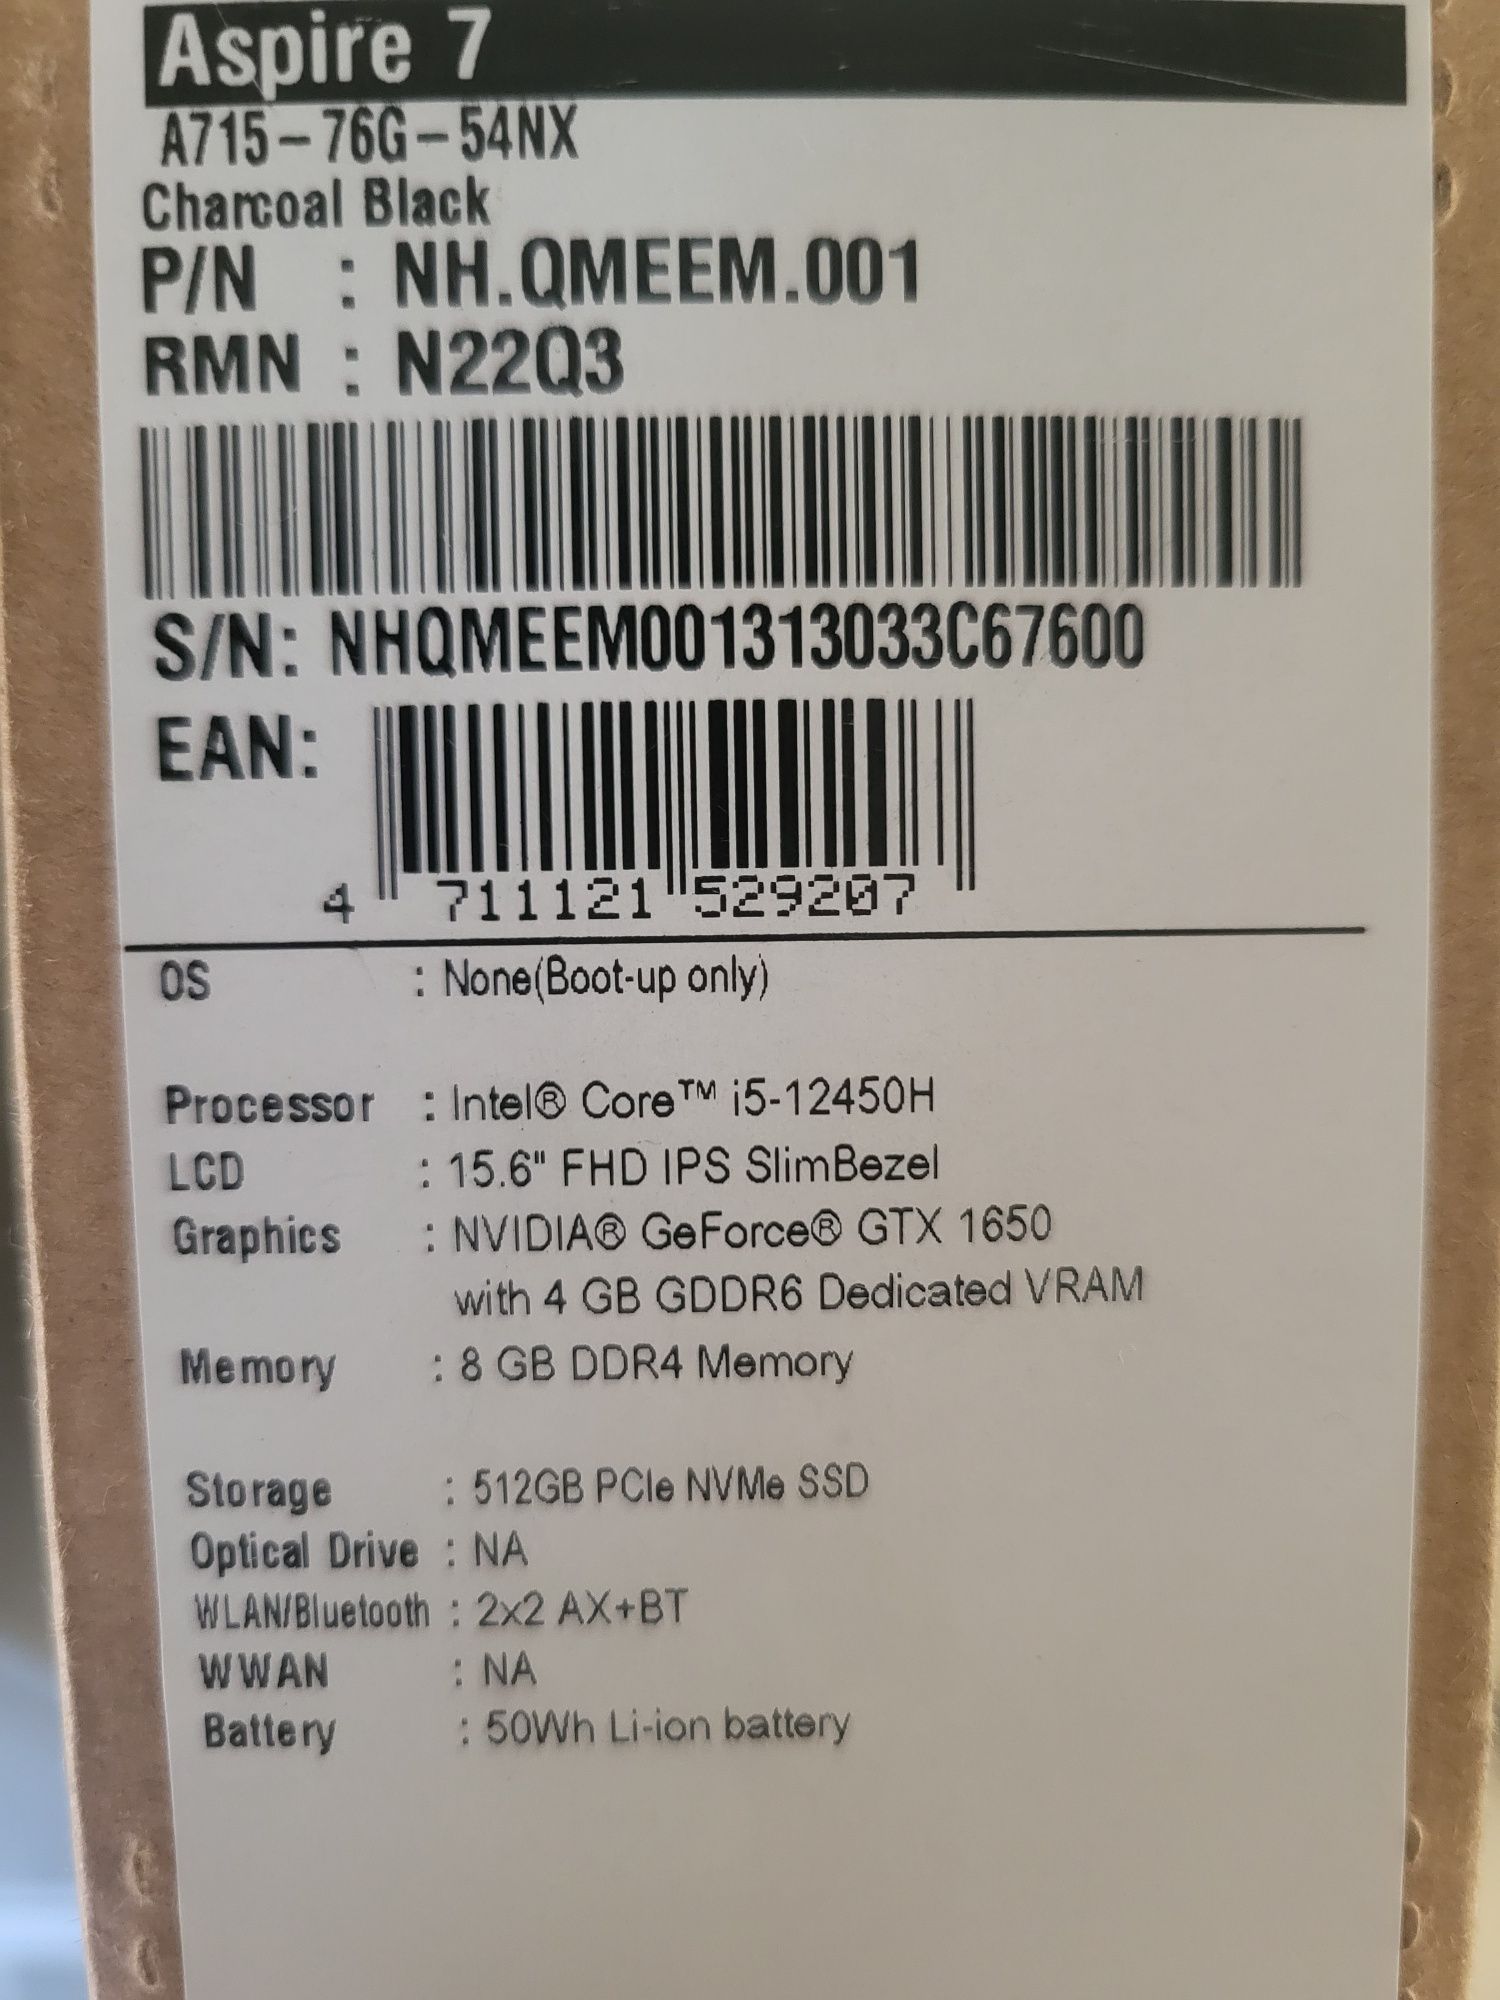 Aspire 7
A715-76G-54NX
Charcoal Black
P/N : NH.QMEEM.001
RMN : N22Q3
S/N: NHQMEEM001313033C67600
EAN:
4 711121 529207
OS : None(Boot-up only)
Processor : Intel® Core™ i5-12450H
LCD : 15.6" FHD IPS SlimBezel
Graphics : NVIDIA® GeForce® GTX 1650
with 4 GB GDDR6 Dedicated VRAM
Memory : 8 GB DDR4 Memory
Storage : 512GB PCIe NVMe SSD
Optical Drive : NA
WLAN/Bluetooth : 2x2 AX+BT
WWAN : NA
Battery : 50Wh Li-ion battery